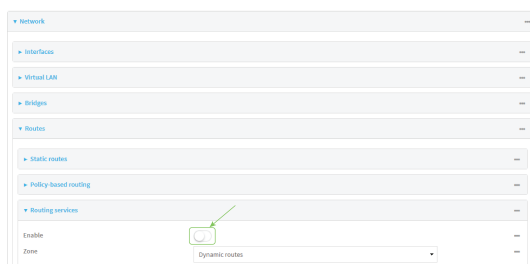 Network
Interfaces
Virtual LAN
Bridges
Routes
Static routes
Policy-based routing
Routing services
Enable
Zone
Dynamic routes